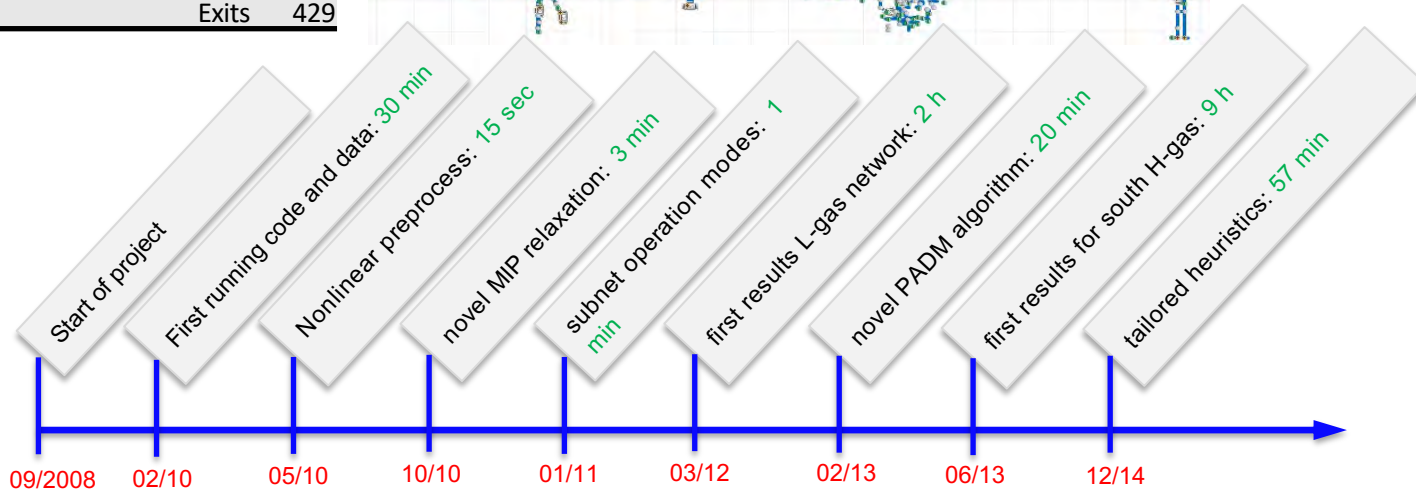 Exits 429
Start of project
First running code and data: 30 min
Nonlinear preprocess: 15 sec
novel MIP relaxation: 3 min
subnet operation modes: 1
min
first results L-gas network: 2 h
novel PADM algorithm: 20 min
first results for south H-gas: 9 h
tailored heuristics: 57 min
09/2008 02/10 05/10 10/10 01/11 03/12 02/13 06/13 12/14